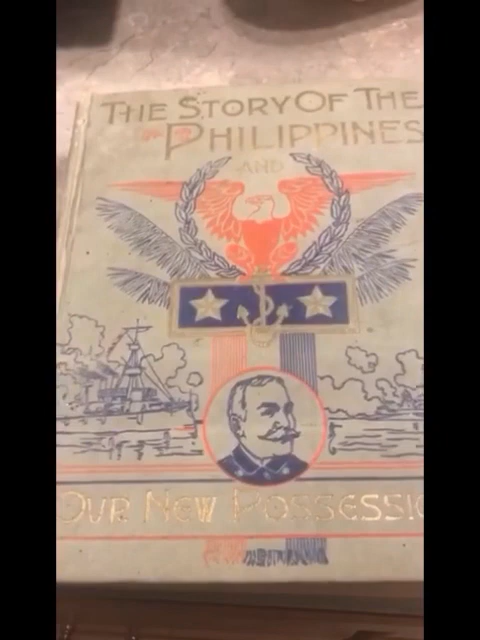 THE STORY OF THE
PHILIPPINES
AND
OUR NEW POSSESSI